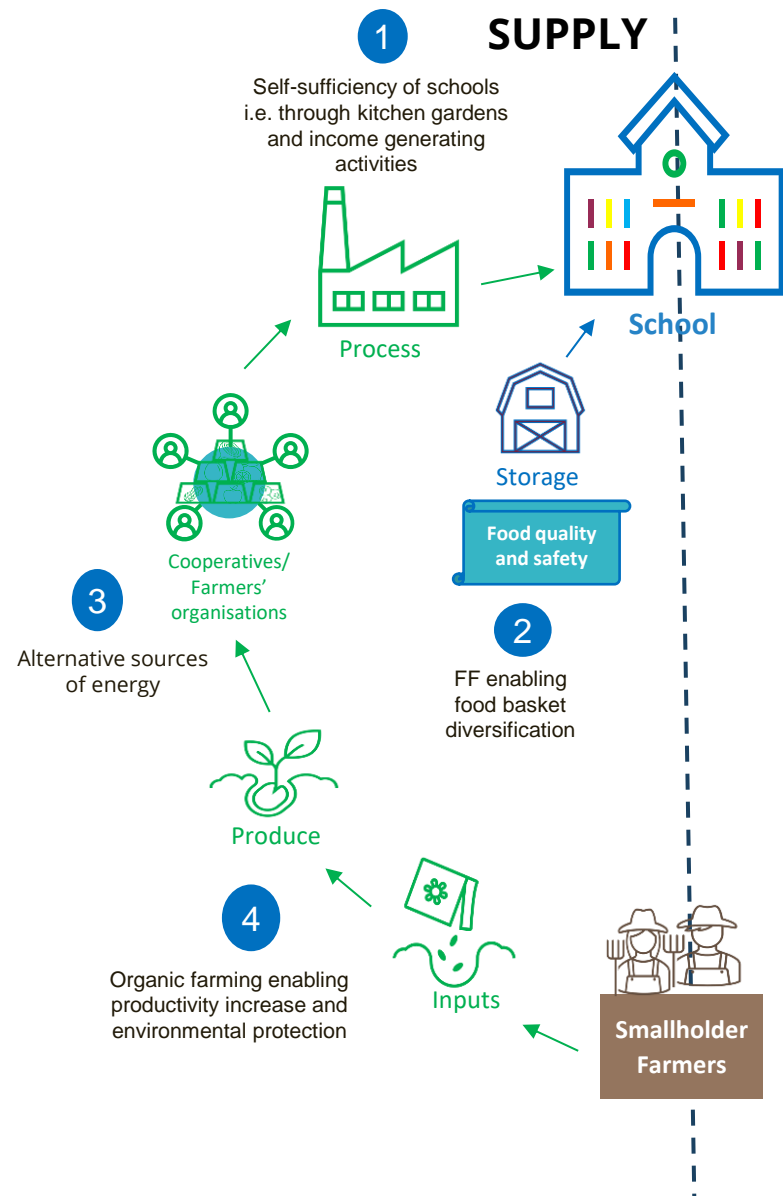 SUPPLY
1
Self-sufficiency of schools
i.e. through kitchen gardens
and income generating
activities
School
Process
Storage
Food quality
and safety
Cooperatives/
Farmers'
organisations
3
Alternative sources
of energy
2
FF enabling
food basket
diversification
Produce
4
Organic farming enabling
productivity increase and
environmental protection
Inputs
Smallholder
Farmers